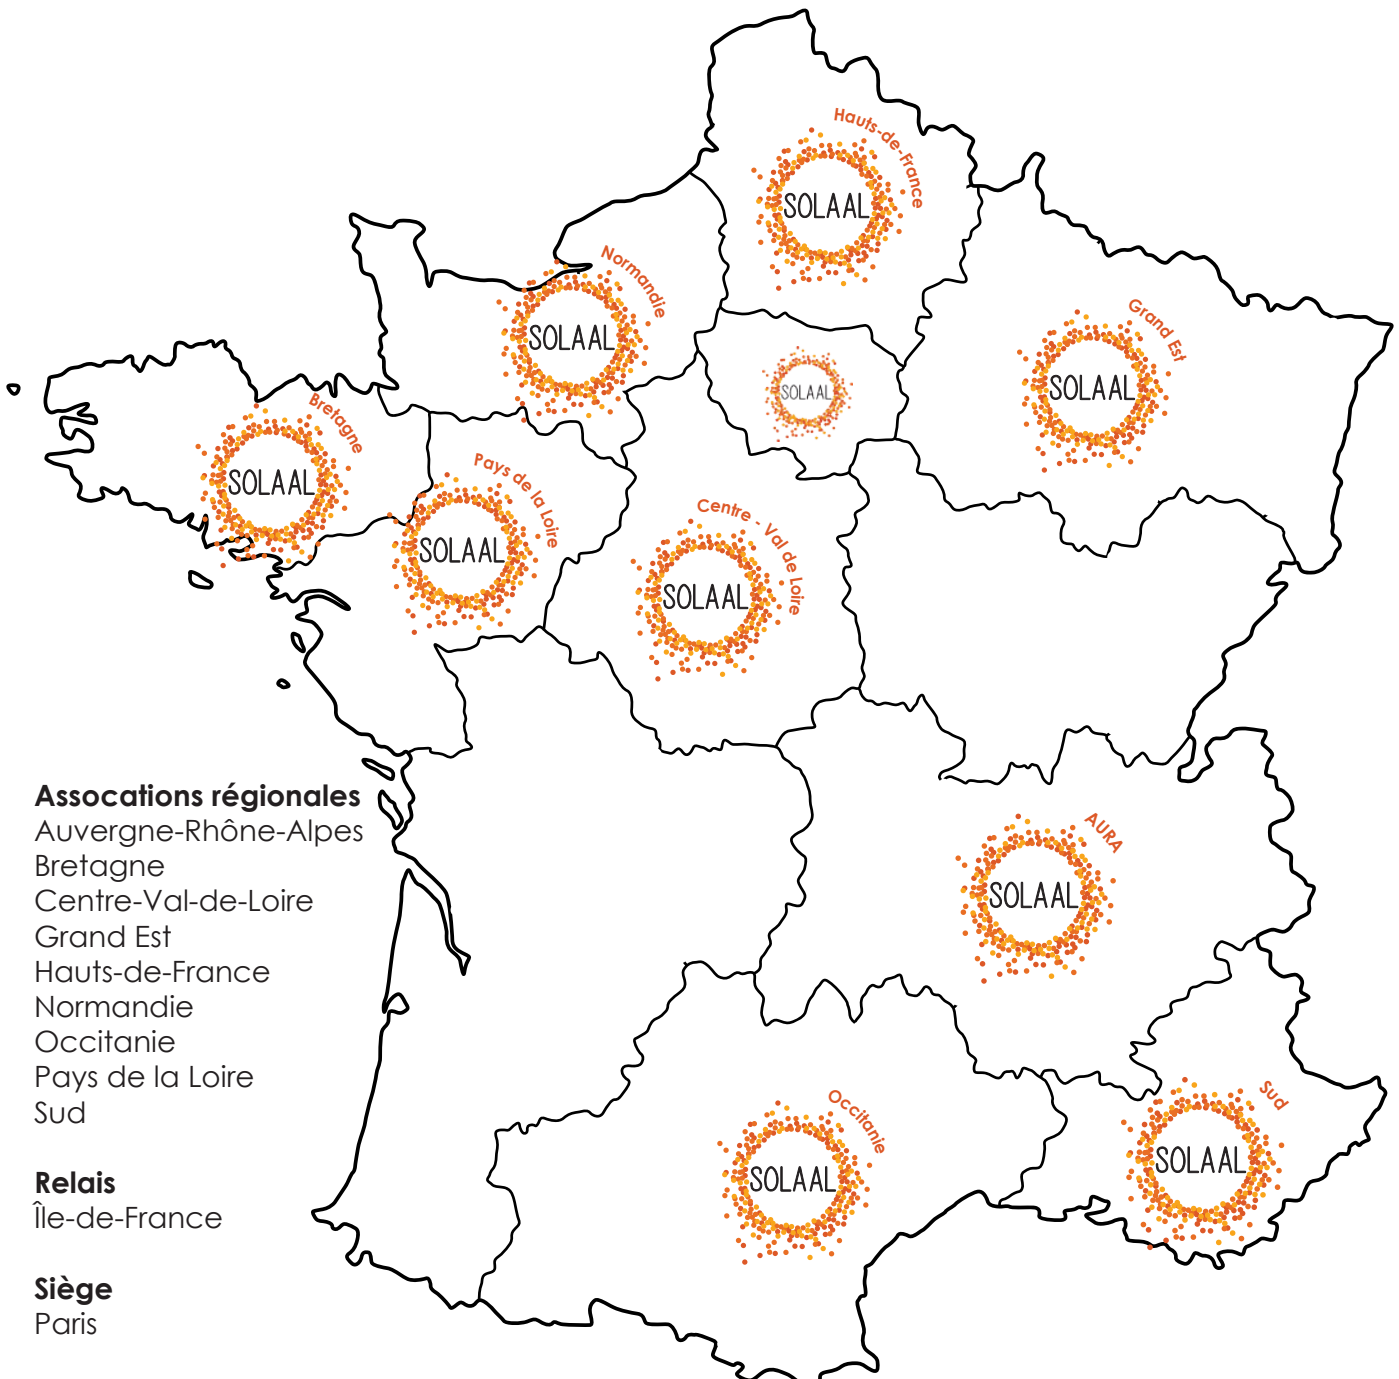 Hauts-de-France
SOLAAL
Normandie
SOLAAL
Grand Est
SOLAAL
SOLAAL
Bretagne
SOLAAL
Pays de la Loire
SOLAAL
Centre - Val de Loire
SOLAAL
AURA
SOLAAL
Occitanie
SOLAAL
Sud
SOLAAL
Assocations régionales
Auvergne-Rhône-Alpes
Bretagne
Centre-Val-de-Loire
Grand Est
Hauts-de-France
Normandie
Occitanie
Pays de la Loire
Sud
Relais
Île-de-France
Siège
Paris